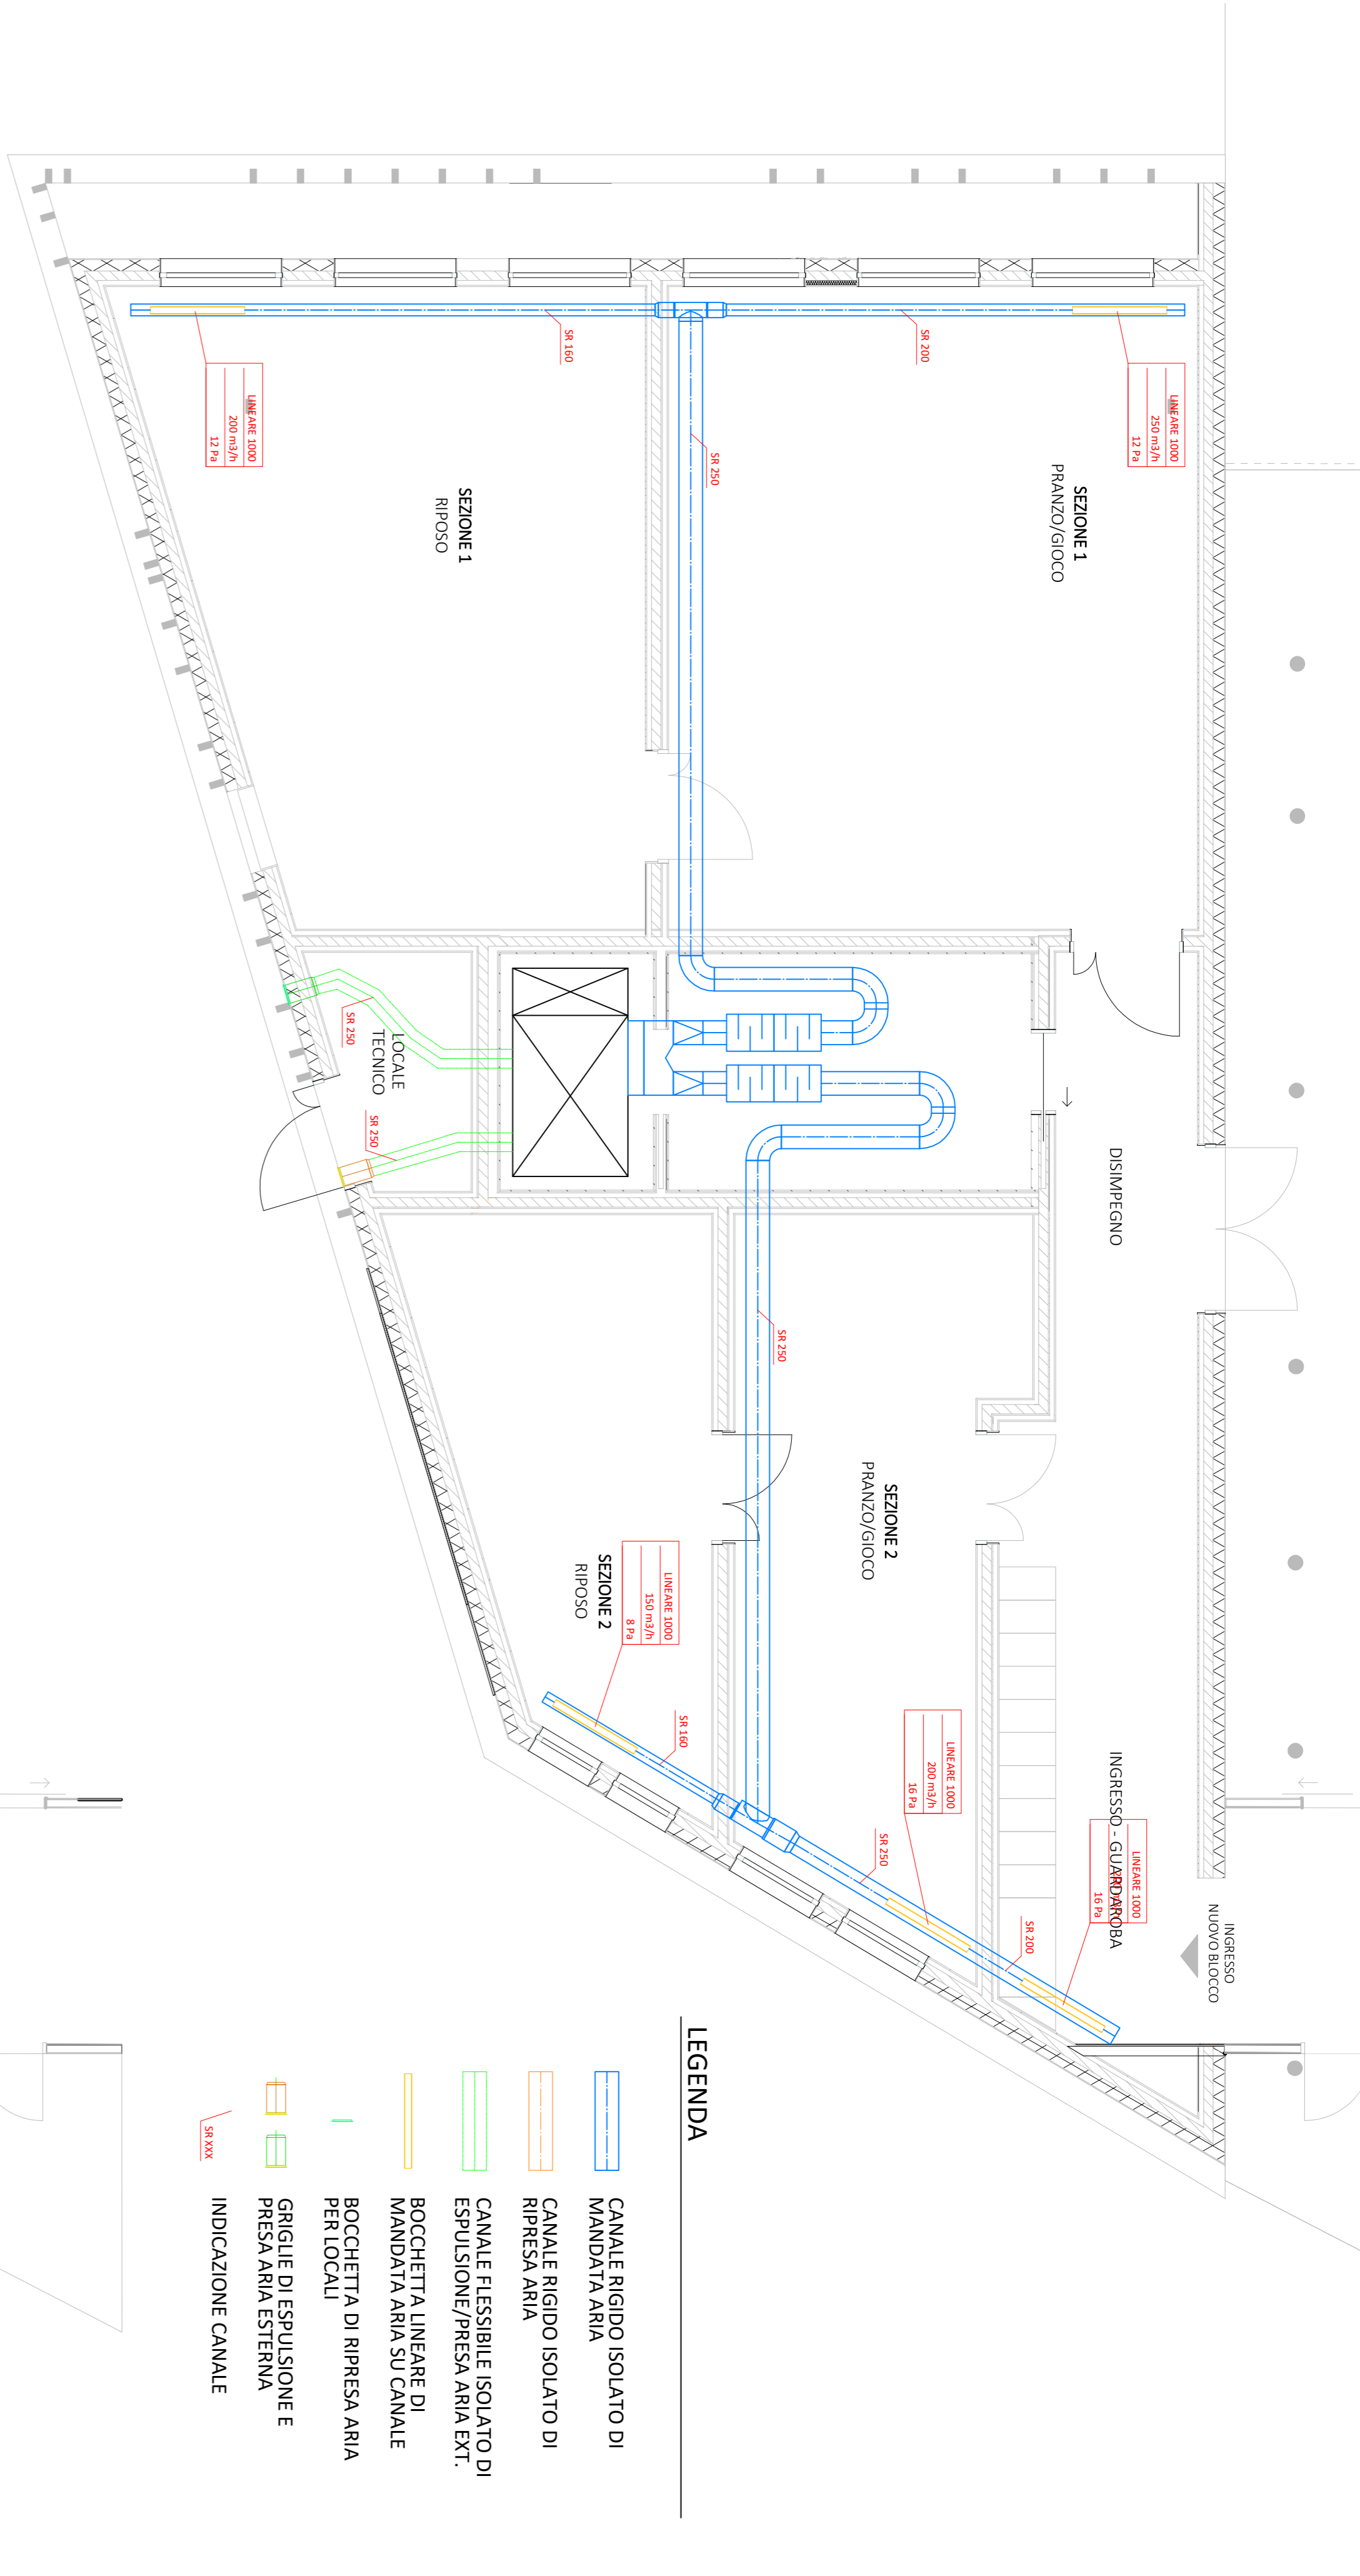 LINEARE 1000
250 m3/h
12 Pa
SR 200
SEZIONE 1
PRANZO/GIOCO
SR 250
SR 160
LINEARE 1000
200 m3/h
12 Pa
SEZIONE 1
RIPOSO
LOCALE
TECNICO
SR 250
SR 250
DISIMPEGNO
SR 250
SEZIONE 2
PRANZO/GIOCO
SEZIONE 2
RIPOSO
LINEARE 1000
150 m3/h
8 Pa
SR 160
LINEARE 1000
200 m3/h
16 Pa
SR 250
SR 200
INGRESSO - GUARDAROBA
LINEARE 1000
16 Pa
INGRESSO
NUOVO BLOCCO
LEGENDA
CANALE RIGIDO ISOLATO DI
MANDATA ARIA
CANALE RIGIDO ISOLATO DI
RIPRESA ARIA
CANALE FLESSIBILE ISOLATO DI
ESPULSIONE/PRESA ARIA EXT.
BOCCHETTA LINEARE DI
MANDATA ARIA SU CANALE
BOCCHETTA DI RIPRESA ARIA
PER LOCALI
GRIGLIE DI ESPULSIONE E
PRESA ARIA ESTERNA
SR XXX
INDICAZIONE CANALE